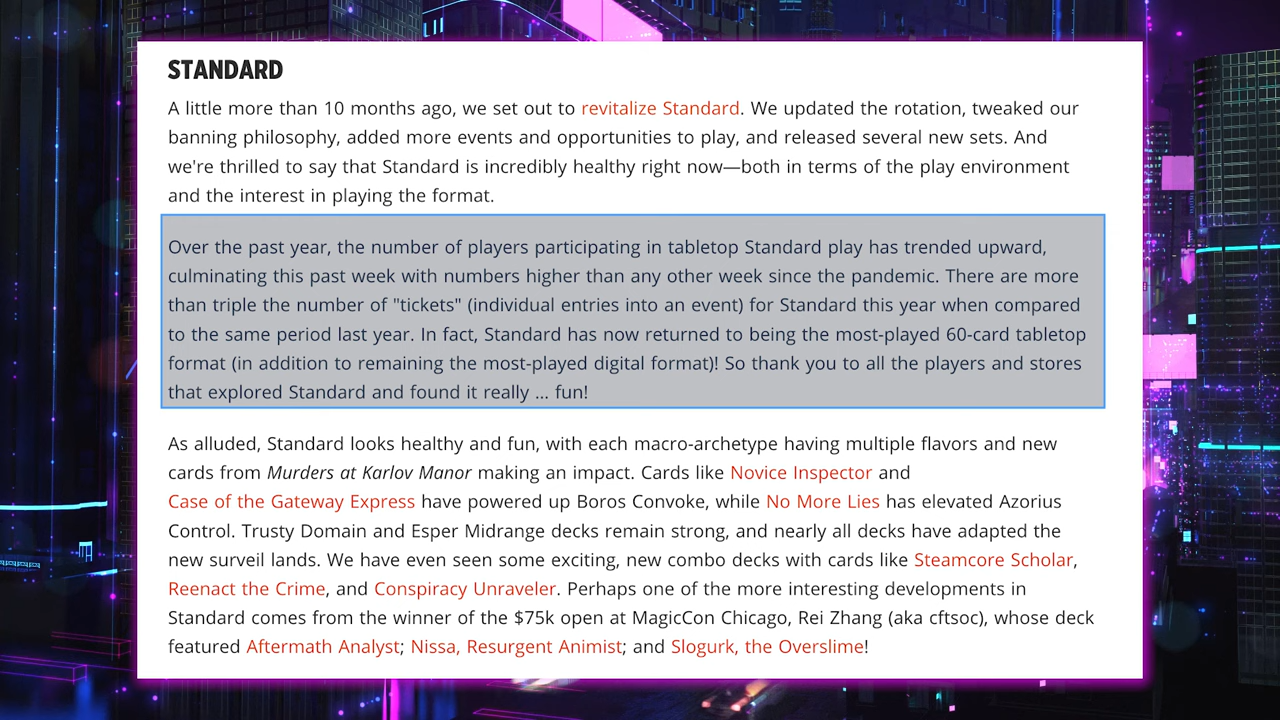 STANDARD
A little more than 10 months ago, we set out to revitalize Standard. We updated the rotation, tweaked our
banning philosophy, added more events and opportunities to play, and released several new sets. And
we're thrilled to say that Standard is incredibly healthy right now—both in terms of the play environment
and the interest in playing the format.
Over the past year, the number of players participating in tabletop Standard play has trended upward,
culminating this past week with numbers higher than any other week since the pandemic. There are more
than triple the number of "tickets" (individual entries into an event) for Standard this year when compared
to the same period last year. In fact, Standard has now returned to being the most-played 60-card tabletop
format (in addition to remaining the most-played digital format)! So thank you to all the players and stores
that explored Standard and found it really ... fun!
As alluded, Standard looks healthy and fun, with each macro-archetype having multiple flavors and new
cards from Murders at Karlov Manor making an impact. Cards like Novice Inspector and
Case of the Gateway Express have powered up Boros Convoke, while No More Lies has elevated Azorius
Control. Trusty Domain and Esper Midrange decks remain strong, and nearly all decks have adapted the
new surveil lands. We have even seen some exciting, new combo decks with cards like Steamcore Scholar,
Reenact the Crime, and Conspiracy Unraveler. Perhaps one of the more interesting developments in
Standard comes from the winner of the $75k open at MagicCon Chicago, Rei Zhang (aka cftsoc), whose deck
featured Aftermath Analyst; Nissa, Resurgent Animist; and Slogurk, the Overslime!